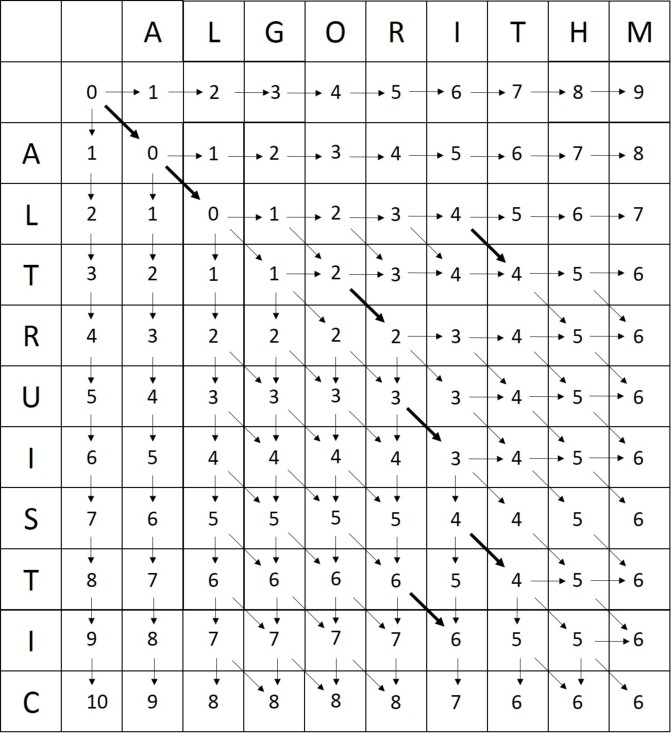 A L G O R I T H M
0 1 2 3 4 5 6 7 8 9
A 1 0 1 2 3 4 5 6 7 8
L 2 1 0 1 2 3 4 5 6 7
T 3 2 1 1 2 3 4 4 5 6
R 4 3 2 2 2 2 3 4 5 6
U 5 4 3 3 3 3 3 4 5 6
I 6 5 4 4 4 4 3 4 5 6
S 7 6 5 5 5 5 4 4 5 6
T 8 7 6 6 6 6 5 4 5 6
I 9 8 7 7 7 7 6 5 5 6
C 10 9 8 8 8 8 7 6 6 6